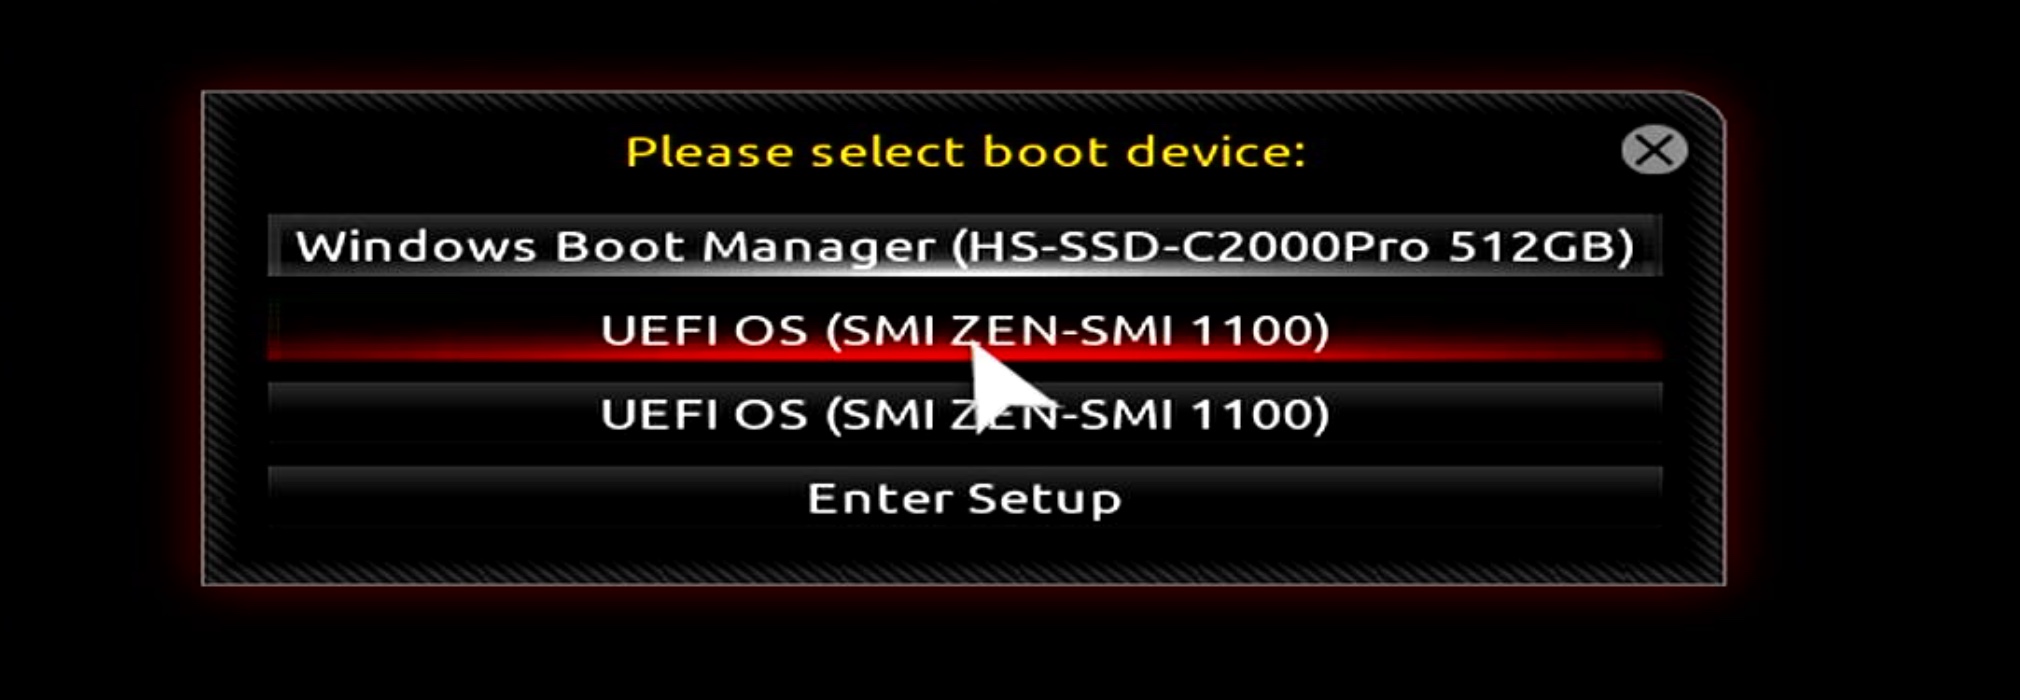 Please select boot device:
Windows Boot Manager (HS-SSD-C2000Pro 512GB)
UEFI OS (SMI ZEN-SMI 1100)
UEFI OS (SMI ZEN-SMI 1100)
Enter Setup